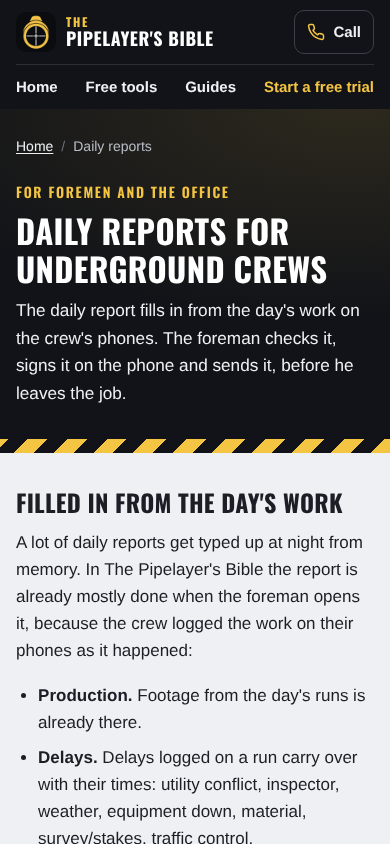 THE
PIPELAYER'S BIBLE
Call
Home
Free tools
Guides
Start a free trial
Home / Daily reports
FOR FOREMEN AND THE OFFICE
DAILY REPORTS FOR
UNDERGROUND CREWS
The daily report fills in from the day's work on
the crew's phones. The foreman checks it,
signs it on the phone and sends it, before he
leaves the job.
FILLED IN FROM THE DAY'S WORK
A lot of daily reports get typed up at night from
memory. In The Pipelayer's Bible the report is
already mostly done when the foreman opens
it, because the crew logged the work on their
phones as it happened:
• Production. Footage from the day's runs is
already there.
• Delays. Delays logged on a run carry over
with their times: utility conflict, inspector,
weather, equipment down, material,
survey/stakes, traffic control.